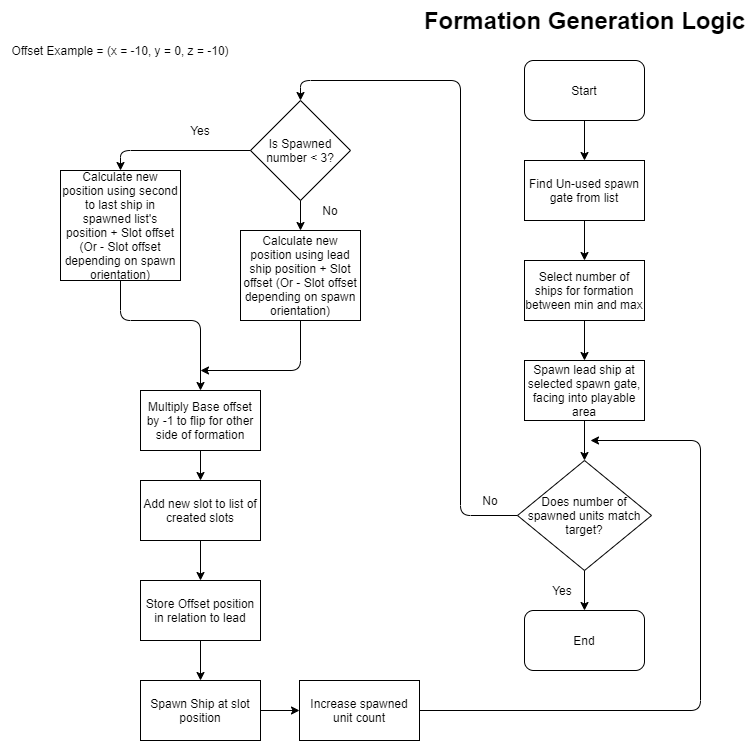 Formation Generation Logic
Offset Example = (x = -10, y = 0, z = -10)
Start
Find Un-used spawn
gate from list
Select number of
ships for formation
between min and max
Spawn lead ship at
selected spawn gate,
facing into playable
area
Does number of
spawned units match
target?
No
Yes
End
Is Spawned
number < 3?
Yes
No
Calculate new
position using second
to last ship in
spawned list's
position + Slot offset
(Or - Slot offset
depending on spawn
orientation)
Calculate new
position using lead
ship position + Slot
offset (Or - Slot offset
depending on spawn
orientation)
Multiply Base offset
by -1 to flip for other
side of formation
Add new slot to list of
created slots
Store Offset position
in relation to lead
Spawn Ship at slot
position
Increase spawned
unit count